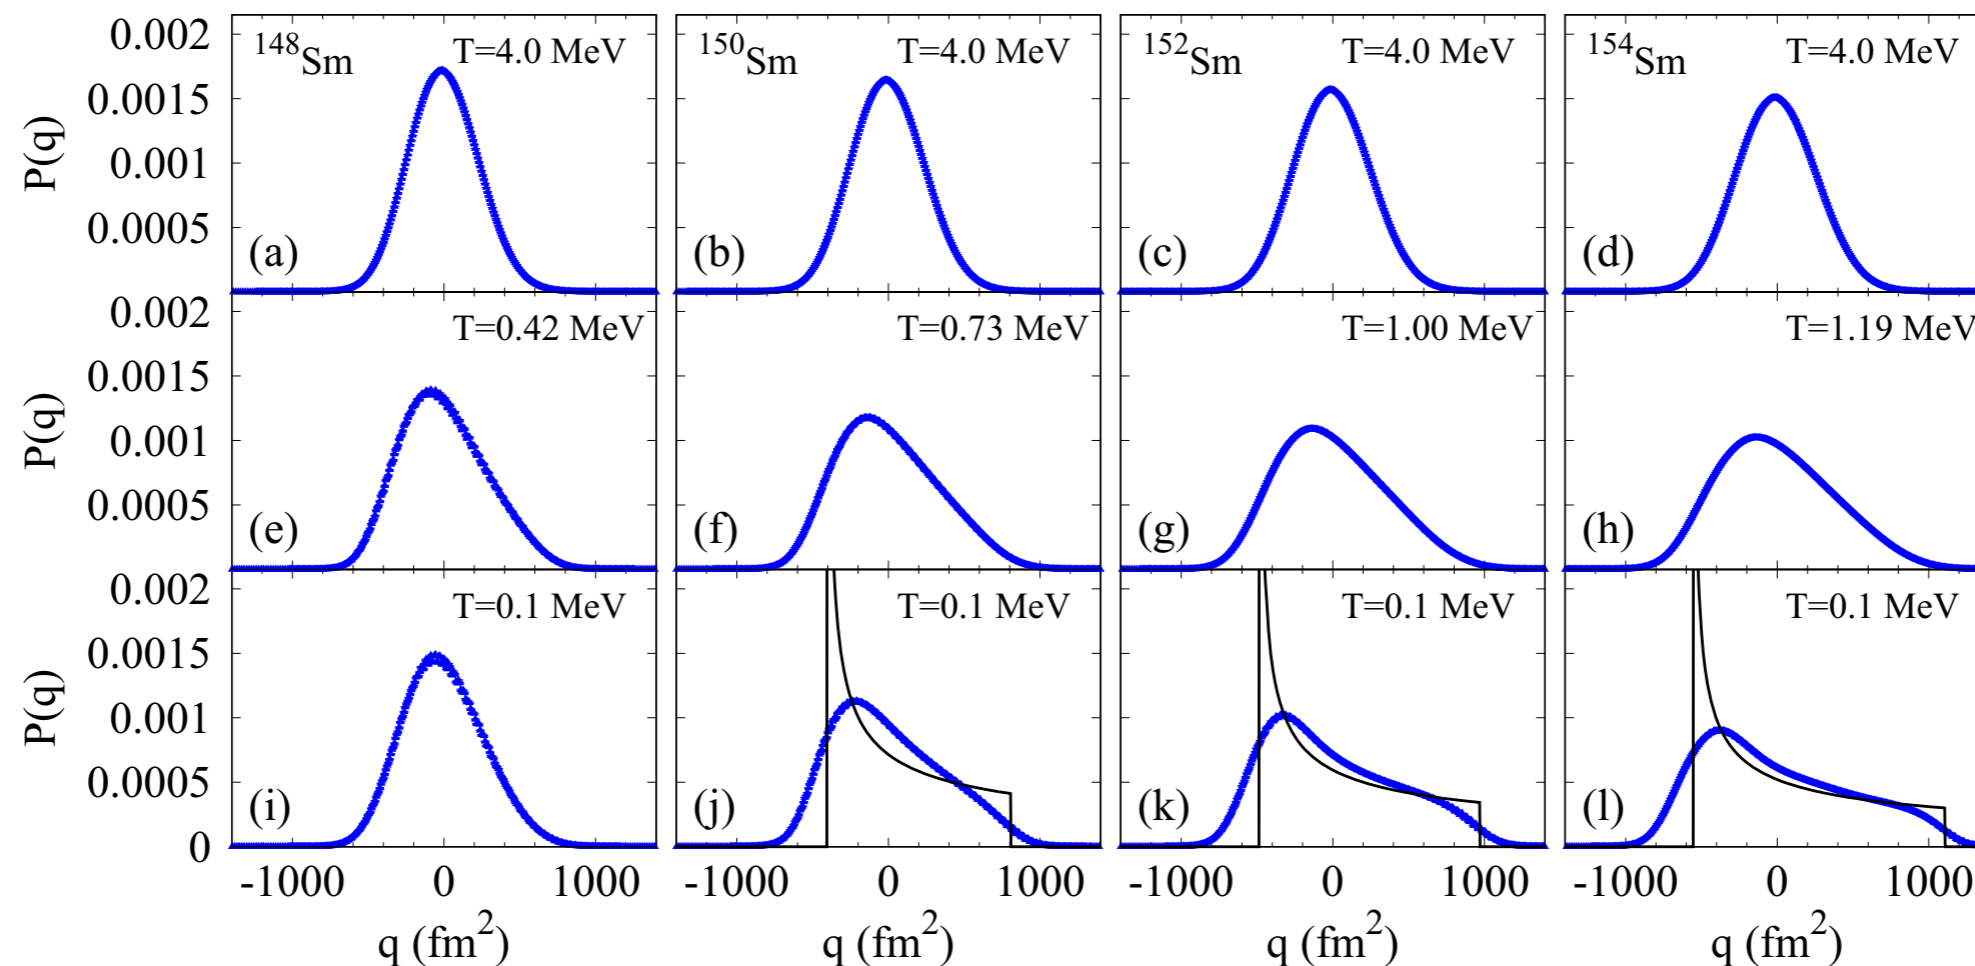 ¹⁴⁸Sm T=4.0 MeV ¹⁵⁰Sm T=4.0 MeV ¹⁵²Sm T=4.0 MeV ¹⁵⁴Sm T=4.0 MeV
0.002
0.0015
0.001
0.0005
P(q)
(a) (b) (c) (d)
T=0.42 MeV T=0.73 MeV T=1.00 MeV T=1.19 MeV
0.002
0.0015
0.001
0.0005
P(q)
(e) (f) (g) (h)
T=0.1 MeV T=0.1 MeV T=0.1 MeV T=0.1 MeV
0.002
0.0015
0.001
0.0005
0
P(q)
(i) (j) (k) (l)
-1000 0 1000 -1000 0 1000 -1000 0 1000 -1000 0 1000
q (fm²) q (fm²) q (fm²) q (fm²)